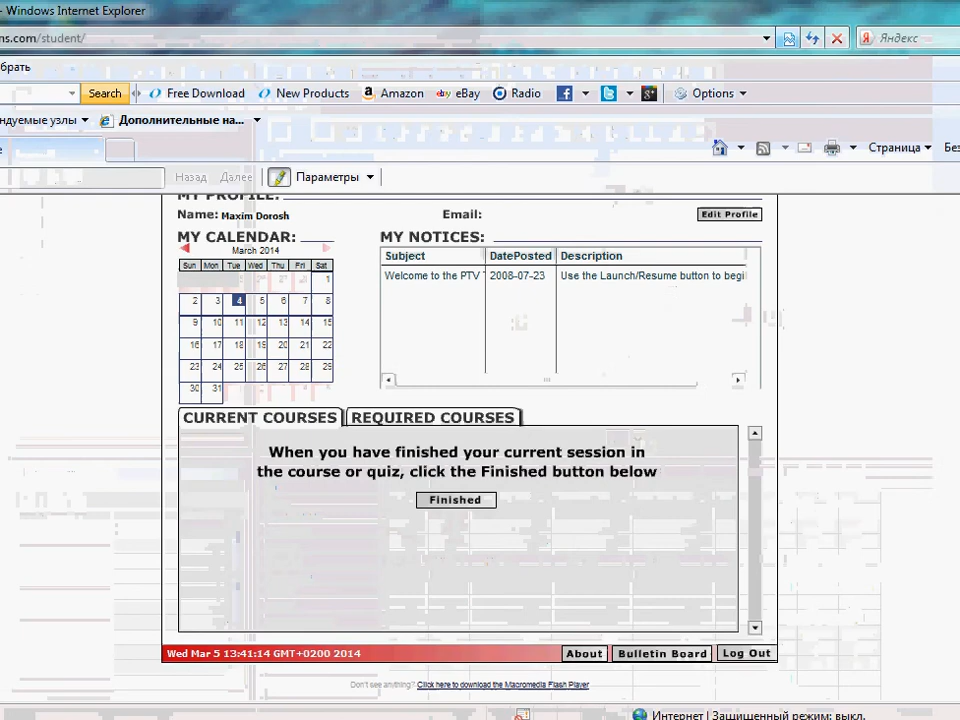 - Windows Internet Explorer
ns.com/student/
Яндекс
брать
Search Free Download New Products Amazon eBay Radio Options
ндуемые узлы Дополнительные на...
Страница Без
Назад Далее Параметры
MY PROFILE:
Name: Maxim Dorosh Email: Edit Profile
MY CALENDAR: MY NOTICES:
March 2014
Subject DatePosted Description
Sun Mon Tue Wed Thu Fri Sat
Welcome to the PTV 2008-07-23 Use the Launch/Resume button to begi
1
2 3 4 5 6 7 8
9 10 11 12 13 14 15
16 17 18 19 20 21 22
23 24 25 26 27 28 29
30 31
CURRENT COURSES REQUIRED COURSES
When you have finished your current session in
the course or quiz, click the Finished button below
Finished
Wed Mar 5 13:41:14 GMT+0200 2014 About Bulletin Board Log Out
Don't see anything? Click here to download the Macromedia Flash Player
Интернет | Защищенный режим: выкл.